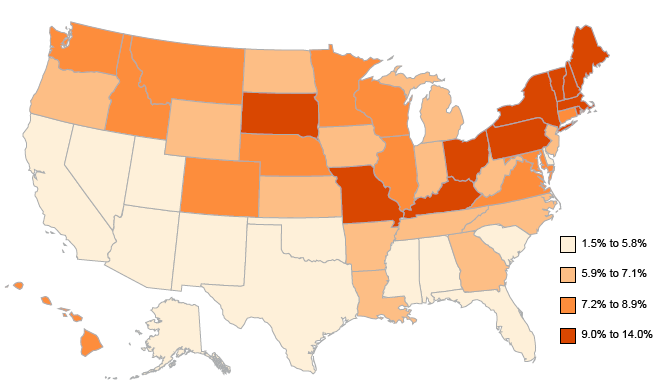 1.5% to 5.8%
5.9% to 7.1%
7.2% to 8.9%
9.0% to 14.0%